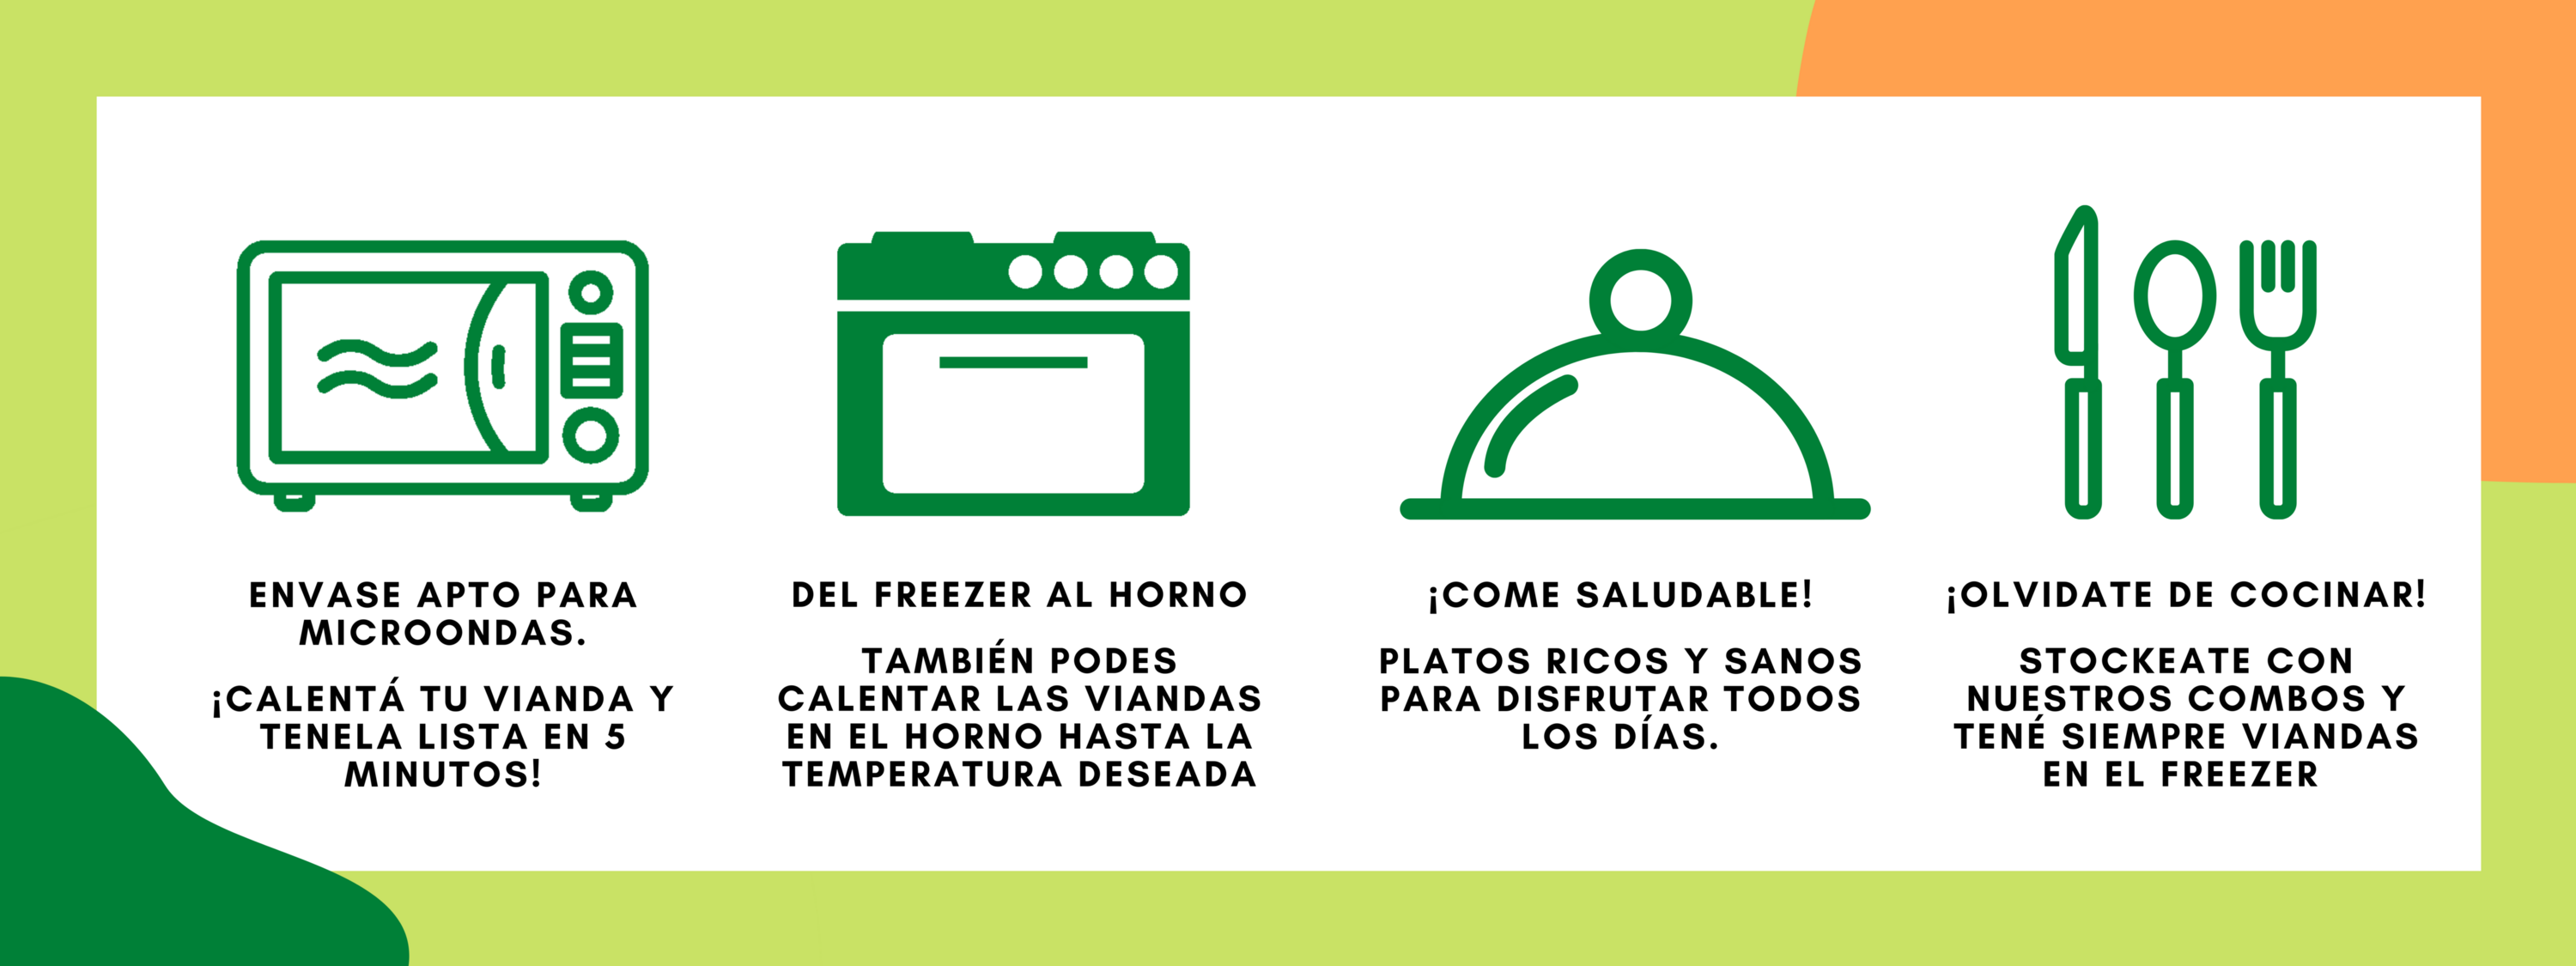 ENVASE APTO PARA
MICROONDAS.
¡CALENTÁ TU VIANDA Y
TENELA LISTA EN 5
MINUTOS!
DEL FREEZER AL HORNO
TAMBIÉN PODES
CALENTAR LAS VIANDAS
EN EL HORNO HASTA LA
TEMPERATURA DESEADA
¡COME SALUDABLE!
PLATOS RICOS Y SANOS
PARA DISFRUTAR TODOS
LOS DÍAS.
¡OLVIDATE DE COCINAR!
STOCKEATE CON
NUESTROS COMBOS Y
TENÉ SIEMPRE VIANDAS
EN EL FREEZER